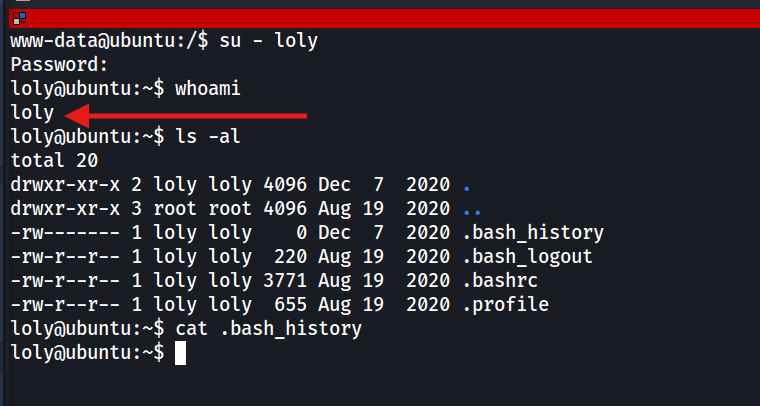 www-data@ubuntu:/$ su - loly
Password:
loly@ubuntu:~$ whoami
loly
loly@ubuntu:~$ ls -al
total 20
drwxr-xr-x 2 loly loly 4096 Dec  7  2020 .
drwxr-xr-x 3 root root 4096 Aug 19  2020 ..
-rw------- 1 loly loly    0 Dec  7  2020 .bash_history
-rw-r--r-- 1 loly loly  220 Aug 19  2020 .bash_logout
-rw-r--r-- 1 loly loly 3771 Aug 19  2020 .bashrc
-rw-r--r-- 1 loly loly  655 Aug 19  2020 .profile
loly@ubuntu:~$ cat .bash_history
loly@ubuntu:~$